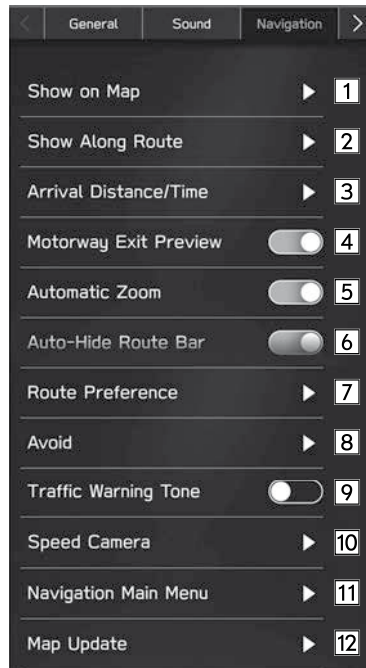 General Sound Navigation
Show on Map 1
Show Along Route 2
Arrival Distance/Time 3
Motorway Exit Preview 4
Automatic Zoom 5
Auto-Hide Route Bar 6
Route Preference 7
Avoid 8
Traffic Warning Tone 9
Speed Camera 10
Navigation Main Menu 11
Map Update 12